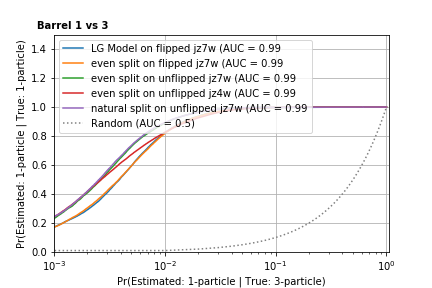 Barrel 1 vs 3
Pr(Estimated: 1-particle | True: 1-particle)
1.4
1.2
1.0
0.8
0.6
0.4
0.2
0.0
LG Model on flipped jz7w (AUC = 0.99
even split on flipped jz7w (AUC = 0.99
even split on unflipped jz7w (AUC = 0.99
even split on unflipped jz4w (AUC = 0.99
natural split on unflipped jz7w (AUC = 0.99
Random (AUC = 0.5)
10⁻³
10⁻²
10⁻¹
10⁰
Pr(Estimated: 1-particle | True: 3-particle)